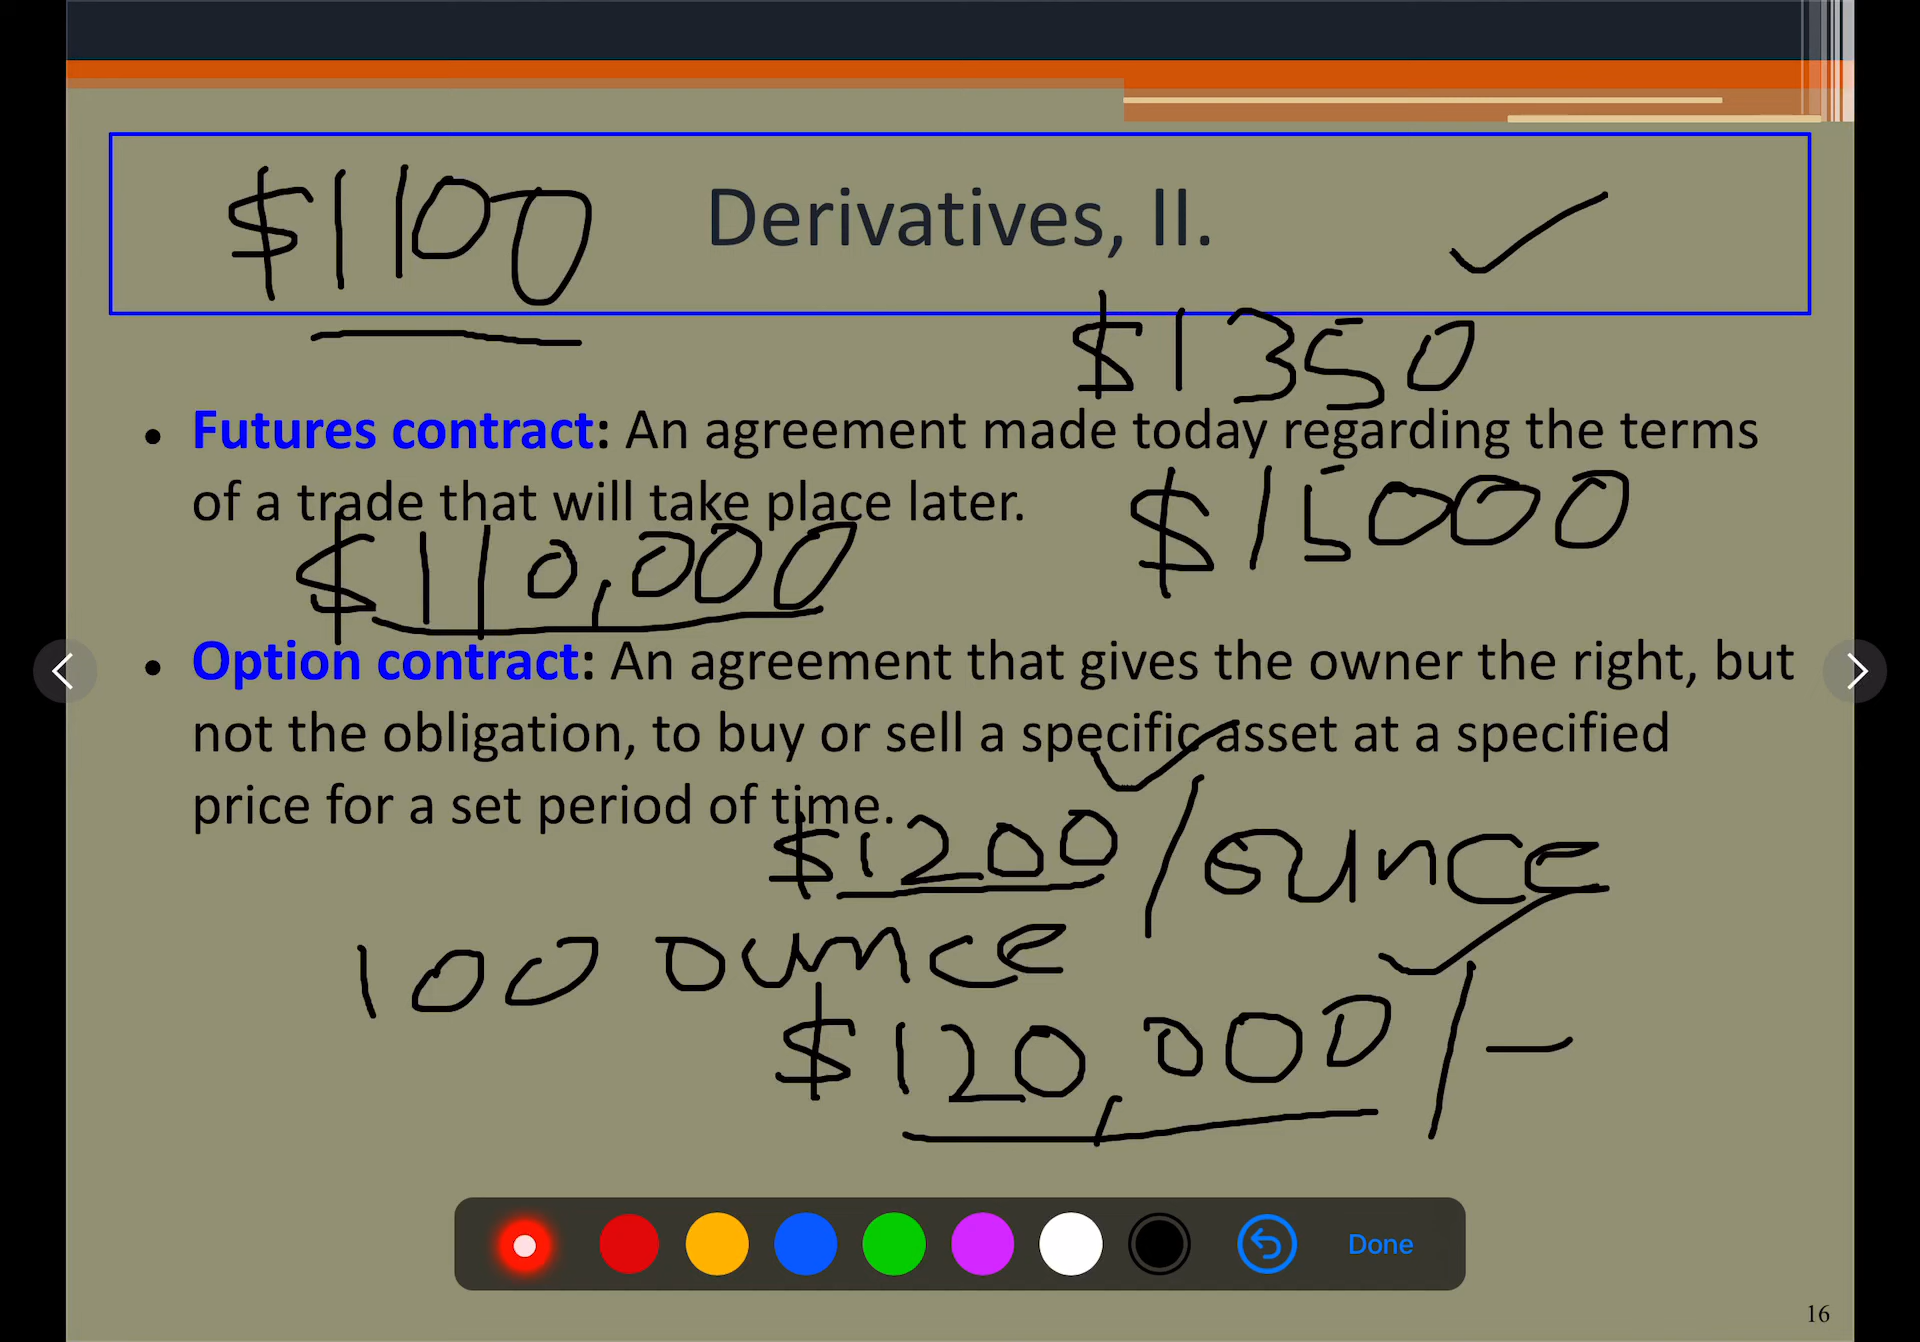 $1100
Derivatives, II.
$1350
• Futures contract: An agreement made today regarding the terms
of a trade that will take place later.
$15000
$110,000
• Option contract: An agreement that gives the owner the right, but
not the obligation, to buy or sell a specific asset at a specified
price for a set period of time.
$1200/ounce
100 ounce
$120,000/-
Done
16